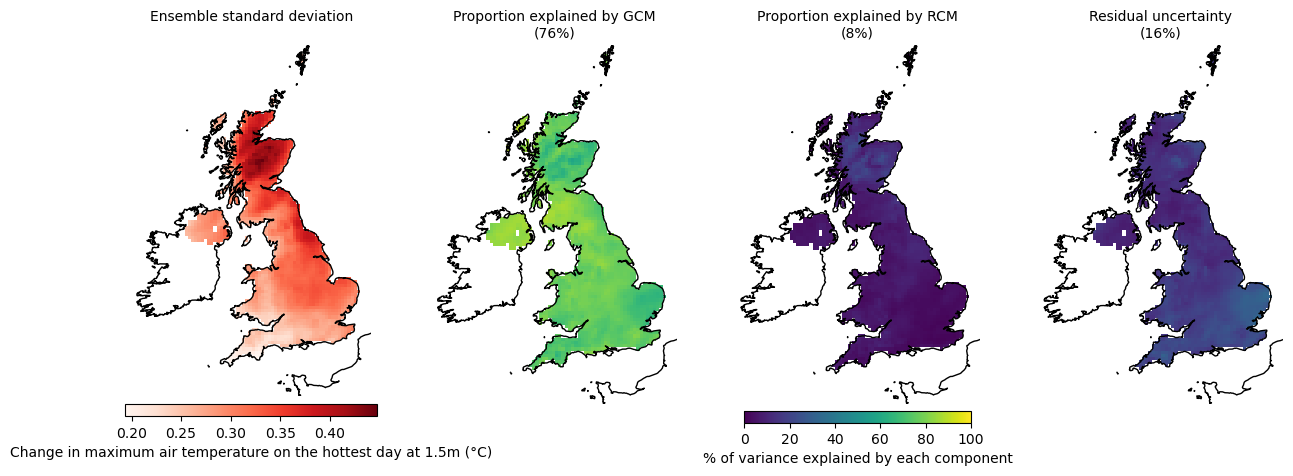 Ensemble standard deviation
Proportion explained by GCM
(76%)
Proportion explained by RCM
(8%)
Residual uncertainty
(16%)
0.20 0.25 0.30 0.35 0.40
Change in maximum air temperature on the hottest day at 1.5m (°C)
0 20 40 60 80 100
% of variance explained by each component